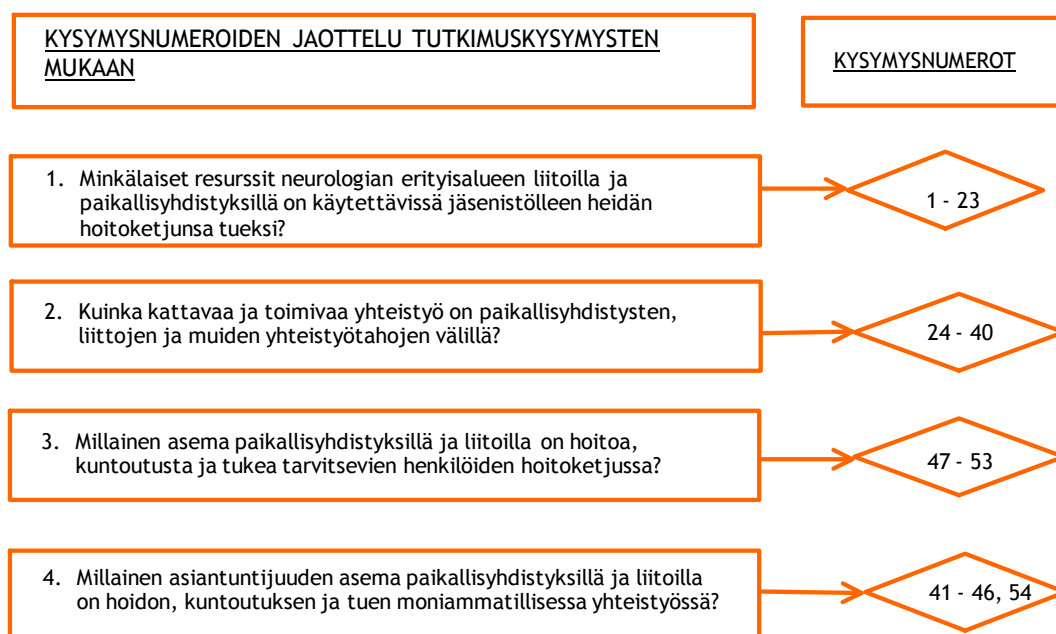 KYSYMYSNUMEROIDEN JAOTTELU TUTKIMUSKYSYMYSTEN
MUKAAN
KYSYMYSNUMEROT
1. Minkälaiset resurssit neurologian erityisalueen liitoilla ja
paikallisyhdistyksillä on käytettävissä jäsenistölleen heidän
hoitoketjunsa tueksi?
1 - 23
2. Kuinka kattavaa ja toimivaa yhteistyö on paikallisyhdistysten,
liittojen ja muiden yhteistyötahojen välillä?
24 - 40
3. Millainen asema paikallisyhdistyksillä ja liitoilla on hoitoa,
kuntoutusta ja tukea tarvitsevien henkilöiden hoitoketjussa?
47 - 53
4. Millainen asiantuntijuuden asema paikallisyhdistyksillä ja liitoilla
on hoidon, kuntoutuksen ja tuen moniammatillisessa yhteistyössä?
41 - 46, 54